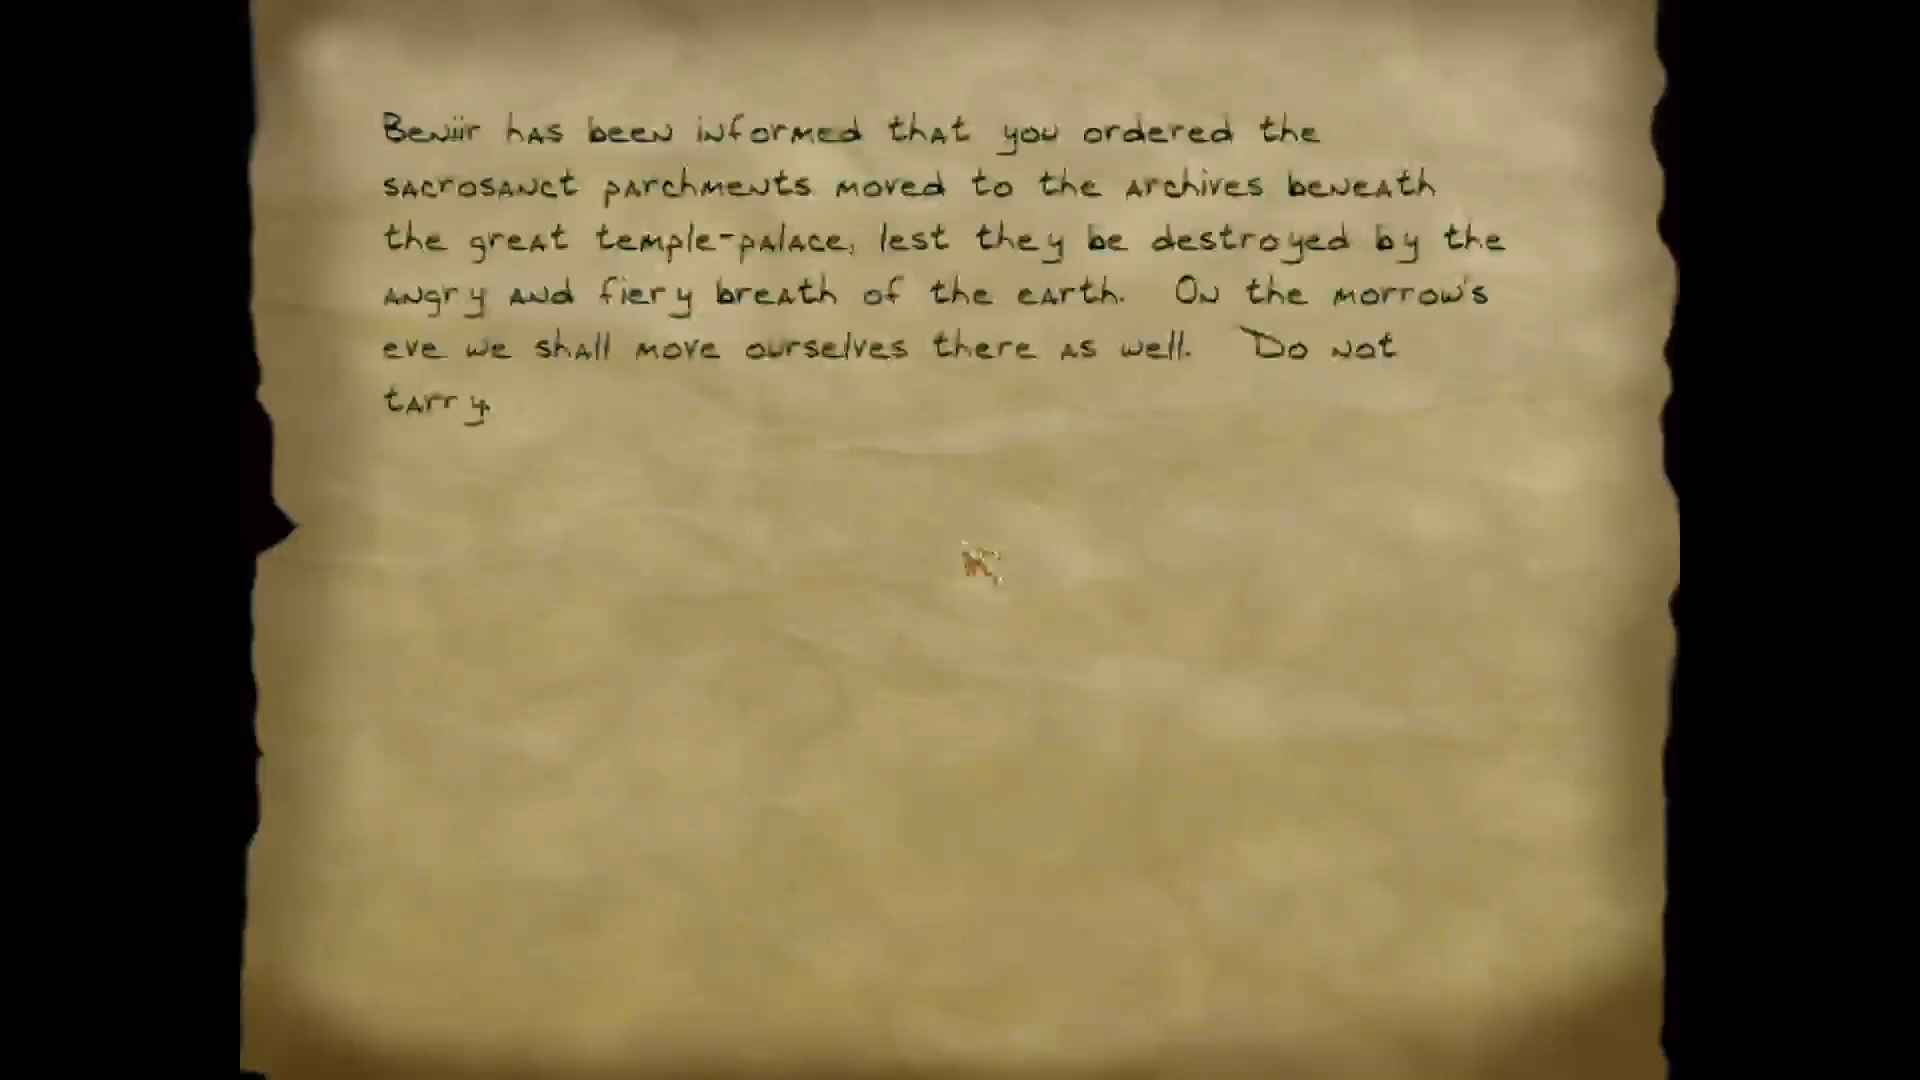 Beniir has been informed that you ordered the
sacrosanct parchments moved to the archives beneath
the great temple-palace, lest they be destroyed by the
angry and fiery breath of the earth. On the morrow's
eve we shall move ourselves there as well. Do not
tarry.